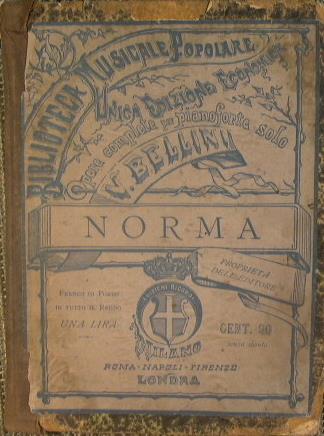 BIBLIOTECA MUSICALE POPOLARE
UNICA EDIZIONE ECONOMICA
Opere complete per pianoforte solo
V. BELLINI
NORMA
PROPRIETÀ
DELL'EDITORE
FRANCO DI PORTO
IN TUTTO IL REGNO
UNA LIRA
RICORDI
CENT. 90
MILANO
ROMA - NAPOLI - FIRENZE
LONDRA